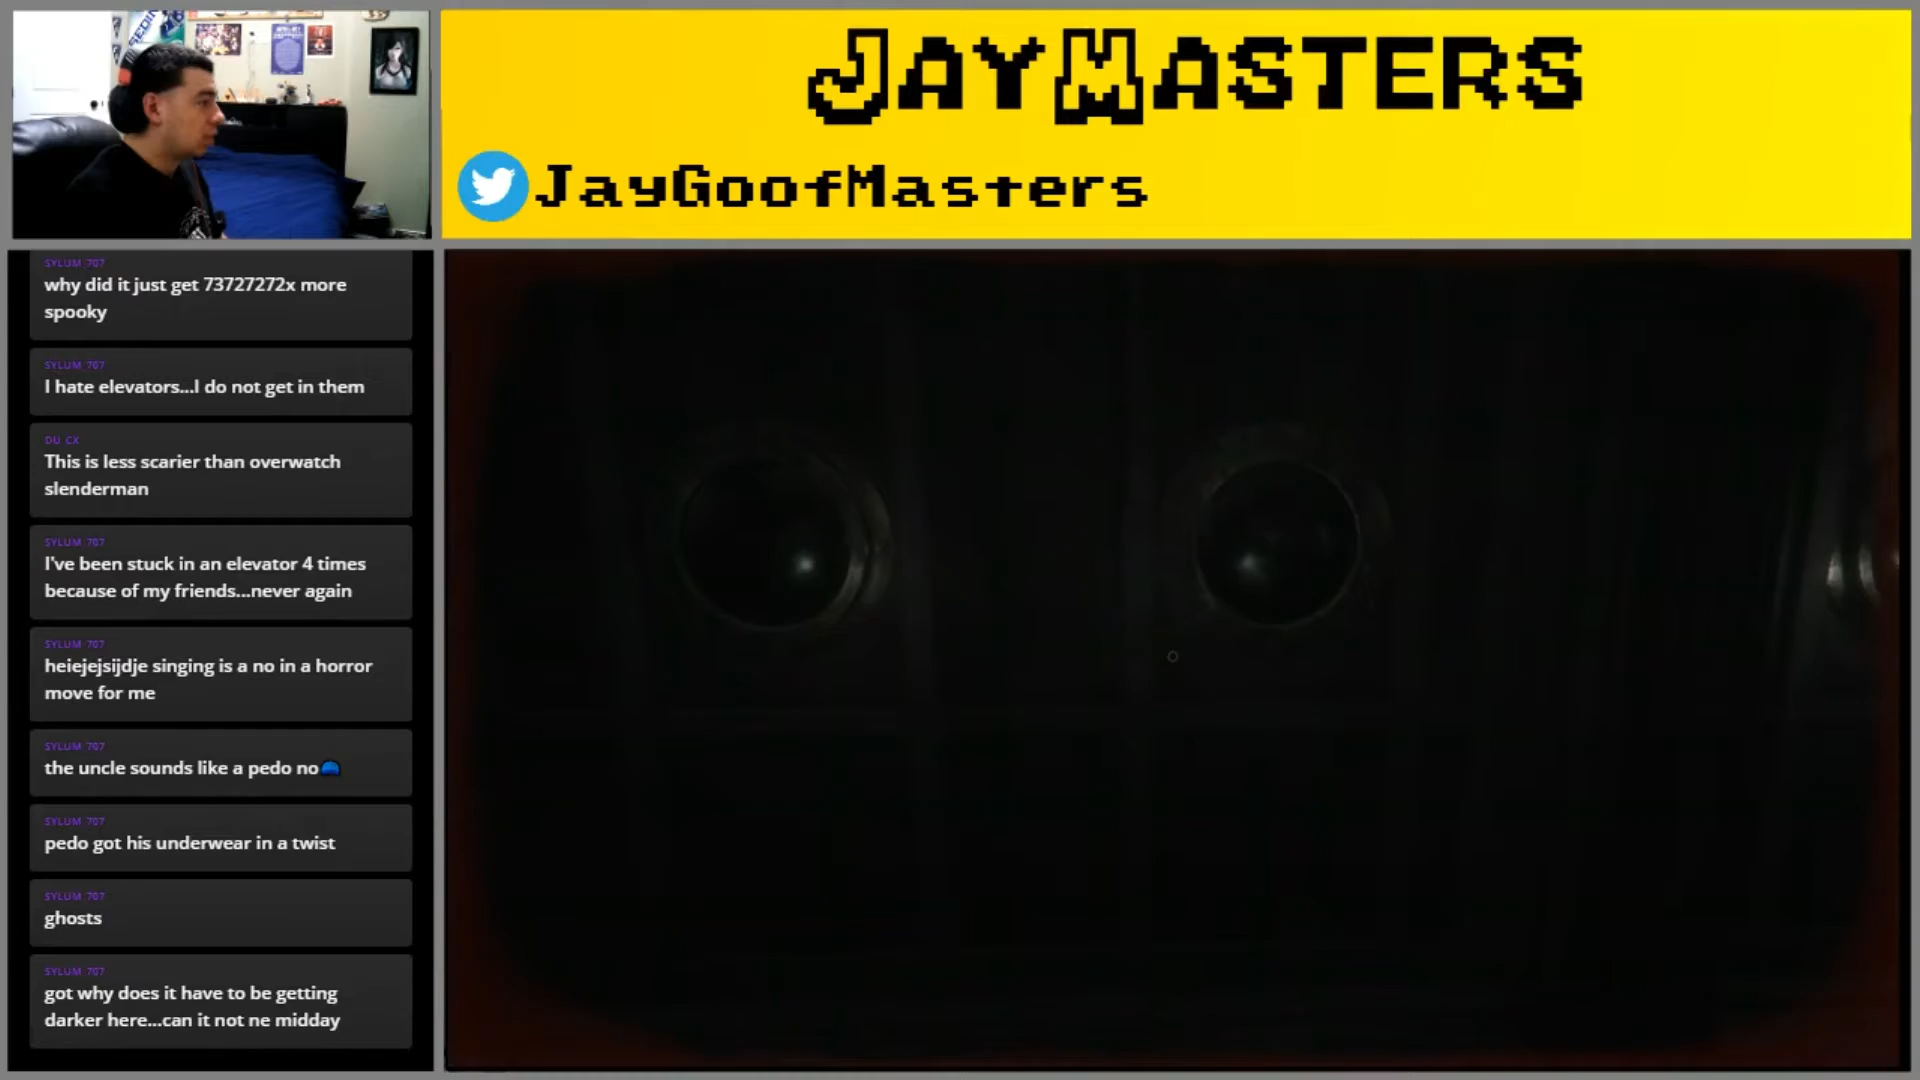 JAYMASTERS
JayGoofMasters
SYLUM 707
why did it just get 73727272x more
spooky
SYLUM 707
I hate elevators...I do not get in them
DU CX
This is less scarier than overwatch
slenderman
SYLUM 707
I've been stuck in an elevator 4 times
because of my friends...never again
SYLUM 707
heiejejsijdje singing is a no in a horror
move for me
SYLUM 707
the uncle sounds like a pedo no
SYLUM 707
pedo got his underwear in a twist
SYLUM 707
ghosts
SYLUM 707
got why does it have to be getting
darker here...can it not ne midday